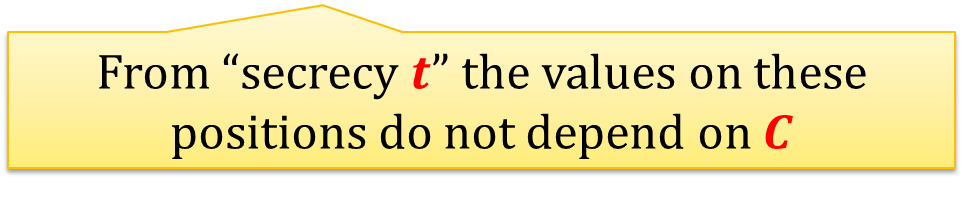 From “secrecy t” the values on these
positions do not depend on C